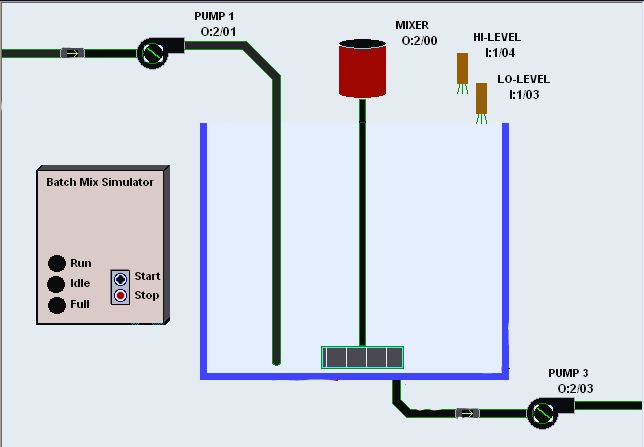 PUMP 1
O:2/01
MIXER
O:2/00
HI-LEVEL
I:1/04
LO-LEVEL
I:1/03
Batch Mix Simulator
Run
Idle
Full
Start
Stop
PUMP 3
O:2/03